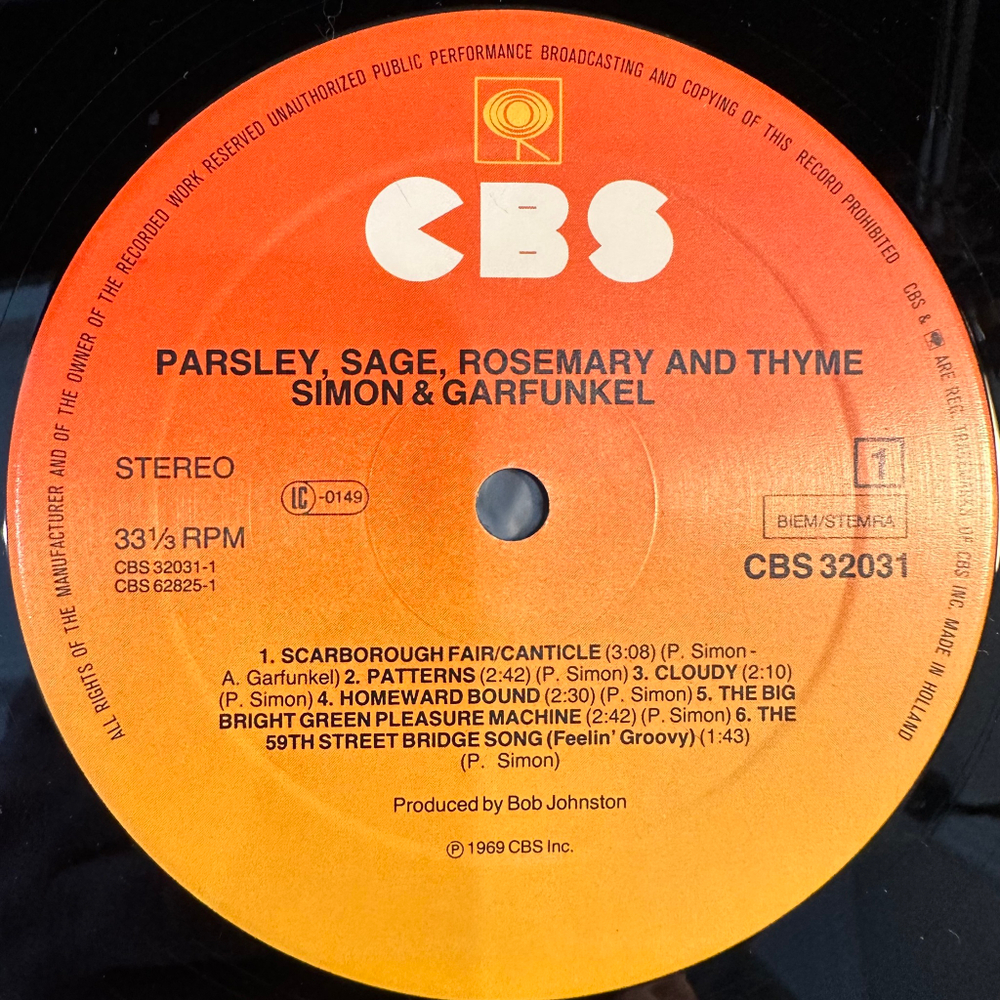 ALL RIGHTS OF THE MANUFACTURER AND OF THE OWNER OF THE RECORDED WORK RESERVED UNAUTHORIZED PUBLIC PERFORMANCE BROADCASTING AND COPYING OF THIS RECORD PROHIBITED
CBS & ARE REG. TRADEMARKS OF CBS INC. MADE IN HOLLAND
CBS
PARSLEY, SAGE, ROSEMARY AND THYME
SIMON & GARFUNKEL
STEREO
LC-0149
1
BIEM/STEMRA
33⅓ RPM
CBS 32031
CBS 32031-1
CBS 62825-1
1. SCARBOROUGH FAIR/CANTICLE (3:08) (P. Simon -
A. Garfunkel) 2. PATTERNS (2:42) (P. Simon) 3. CLOUDY (2:10)
(P. Simon) 4. HOMEWARD BOUND (2:30) (P. Simon) 5. THE BIG
BRIGHT GREEN PLEASURE MACHINE (2:42) (P. Simon) 6. THE
59TH STREET BRIDGE SONG (Feelin' Groovy) (1:43)
(P. Simon)
Produced by Bob Johnston
℗ 1969 CBS Inc.